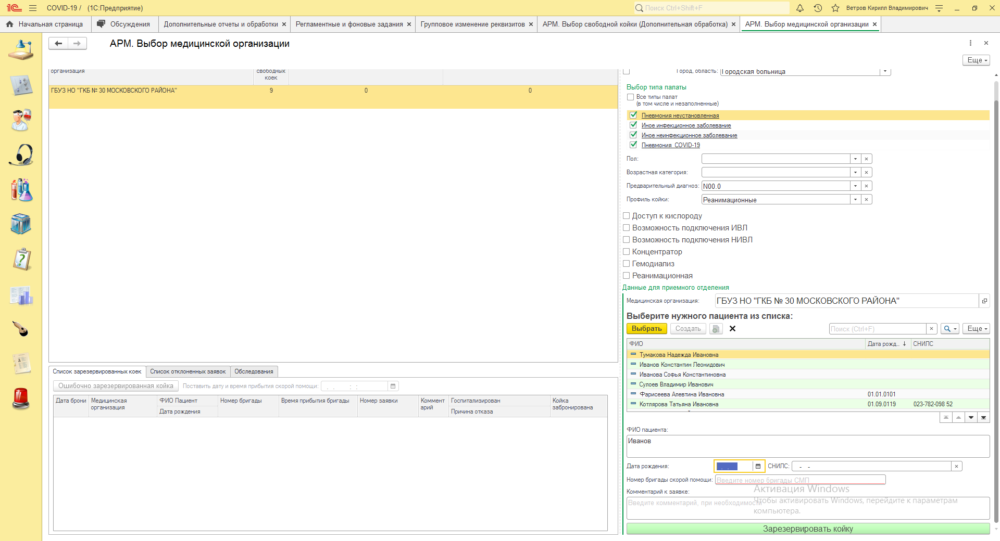 1С COVID-19 / (1С:Предприятие)
Поиск Ctrl+Shift+F
Ветров Кирилл Владимирович
Начальная страница
Обсуждения
Дополнительные отчеты и обработки
Регламентные и фоновые задания
Групповое изменение реквизитов
АРМ. Выбор свободной койки (Дополнительная обработка)
АРМ. Выбор медицинской организации
АРМ. Выбор медицинской организации
Еще
организация
свободных
коек
ГБУЗ НО "ГКБ № 30 МОСКОВСКОГО РАЙОНА" 9 0 0
Город, область: Городская больница
Выбор типа палаты
Все типы палат
(в том числе и незаполненные)
Пневмония неустановленная
Иное инфекционное заболевание
Иное неинфекционное заболевание
Пневмония COVID-19
Пол:
Возрастная категория:
Предварительный диагноз: N00.0
Профиль койки: Реанимационные
Доступ к кислороду
Возможность подключения ИВЛ
Возможность подключения НИВЛ
Концентратор
Гемодиализ
Реанимационная
Данные для приемного отделения
Медицинская организация: ГБУЗ НО "ГКБ № 30 МОСКОВСКОГО РАЙОНА"
Выберите нужного пациента из списка:
Выбрать Создать Поиск (Ctrl+F) Еще
ФИО Дата рожд... ↓ СНИЛС
Тумакова Надежда Ивановна
Иванов Константин Леонидович
Иванова Софья Константиновна
Сулоев Владимир Иванович
Фарисеева Алевтина Ивановна 01.01.0101
Котлярова Татьяна Ивановна 01.09.0119 023-782-098 52
ФИО пациента:
Иванов
Дата рождения: . . СНИЛС: - -
Номер бригады скорой помощи: Введите номер бригады СМП
Комментарий к заявке:
Введите комментарий, при необходимости
Зарезервировать койку
Список зарезервированных коек
Список отклоненных заявок
Обследования
Ошибочно зарезервированная койка
Поставить дату и время прибытия скорой помощи: . . : :
Дата брони
Медицинская
организация
ФИО Пациент
Дата рождения
Номер бригады
Время прибытия бригады
Номер заявки
Коммент
арий
Госпитализирован
Причина отказа
Койка
забронирована
Активация Windows
Чтобы активировать Windows, перейдите к параметрам
компьютера.